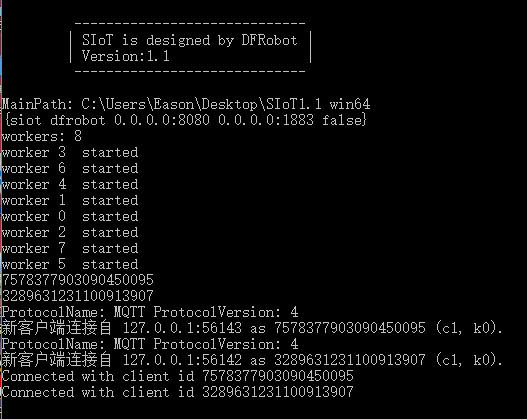 ------------------------------
| SIoT is designed by DFRobot |
| Version:1.1 |
------------------------------
MainPath: C:\Users\Eason\Desktop\SIoT1.1 win64
{siot dfrobot 0.0.0.0:8080 0.0.0.0:1883 false}
workers: 8
worker 3  started
worker 6  started
worker 4  started
worker 1  started
worker 0  started
worker 2  started
worker 7  started
worker 5  started
7578377903090450095
3289631231100913907
ProtocolName: MQTT ProtocolVersion: 4
新客户端连接自 127.0.0.1:56143 as 7578377903090450095 (c1, k0).
ProtocolName: MQTT ProtocolVersion: 4
新客户端连接自 127.0.0.1:56142 as 3289631231100913907 (c1, k0).
Connected with client id 7578377903090450095
Connected with client id 3289631231100913907